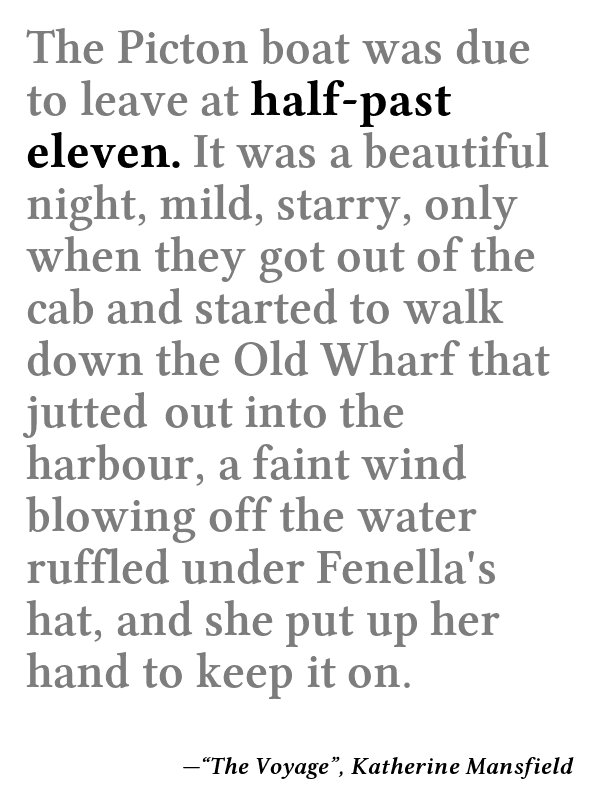 The Picton boat was due
to leave at half-past
eleven. It was a beautiful
night, mild, starry, only
when they got out of the
cab and started to walk
down the Old Wharf that
jutted out into the
harbour, a faint wind
blowing off the water
ruffled under Fenella's
hat, and she put up her
hand to keep it on.
—“The Voyage”, Katherine Mansfield